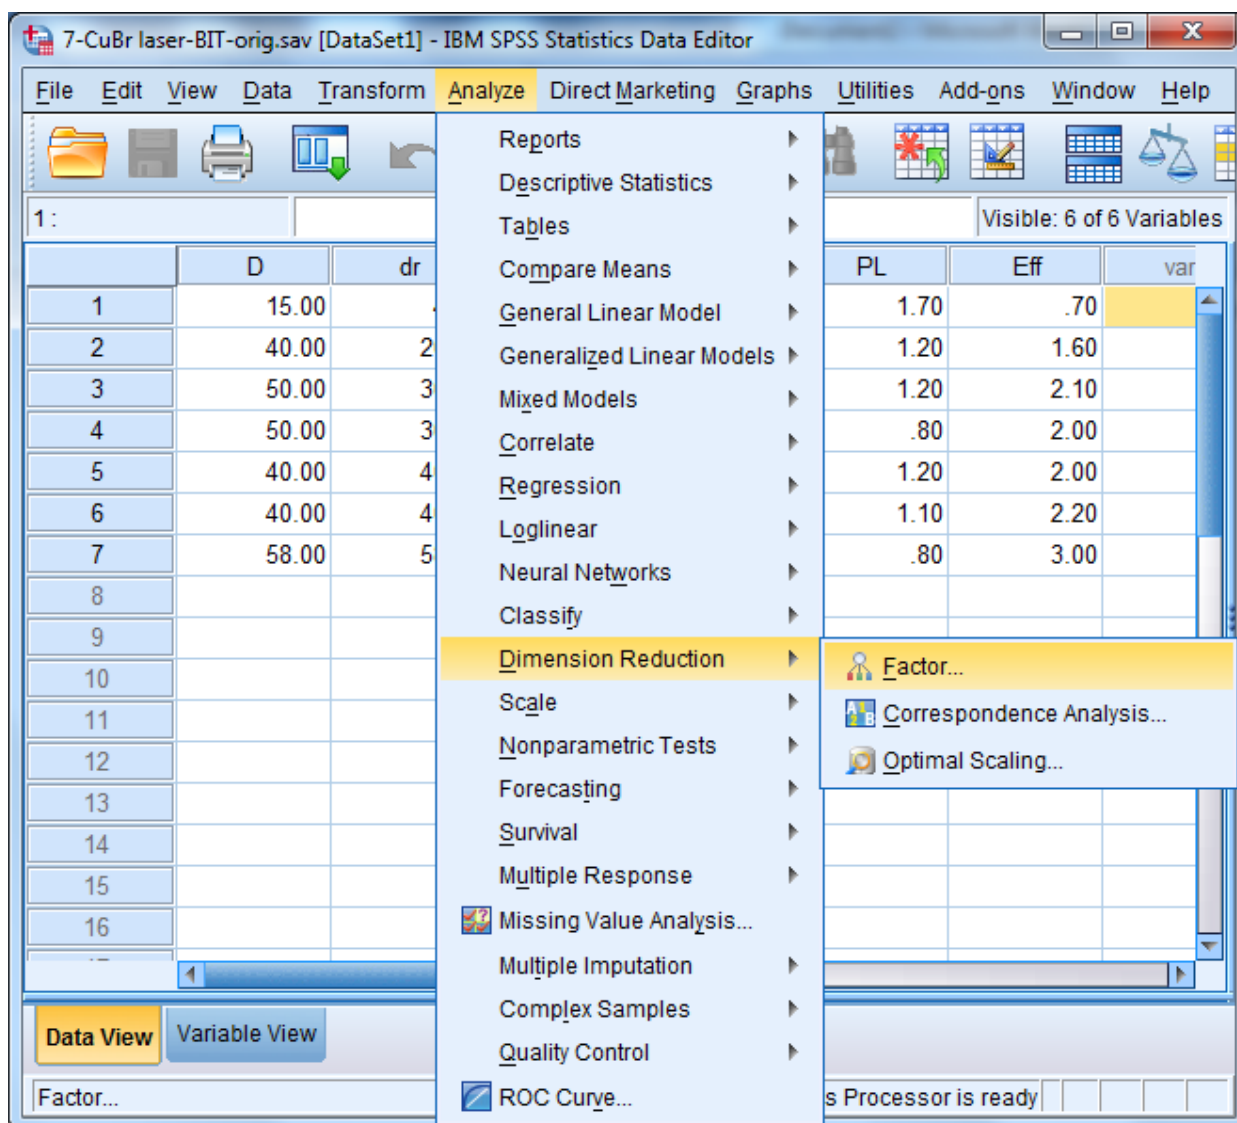 7-CuBr laser-BIT-orig.sav [DataSet1] - IBM SPSS Statistics Data Editor
File Edit View Data Transform Analyze Direct Marketing Graphs Utilities Add-ons Window Help
1 :
Visible: 6 of 6 Variables
D dr PL Eff var
1 15.00 1.70 .70
2 40.00 2 1.20 1.60
3 50.00 3 1.20 2.10
4 50.00 3 .80 2.00
5 40.00 4 1.20 2.00
6 40.00 4 1.10 2.20
7 58.00 5 .80 3.00
8
9
10
11
12
13
14
15
16
Reports
Descriptive Statistics
Tables
Compare Means
General Linear Model
Generalized Linear Models
Mixed Models
Correlate
Regression
Loglinear
Neural Networks
Classify
Dimension Reduction
Scale
Nonparametric Tests
Forecasting
Survival
Multiple Response
Missing Value Analysis...
Multiple Imputation
Complex Samples
Quality Control
ROC Curve...
Factor...
Correspondence Analysis...
Optimal Scaling...
Data View Variable View
Factor... s Processor is ready